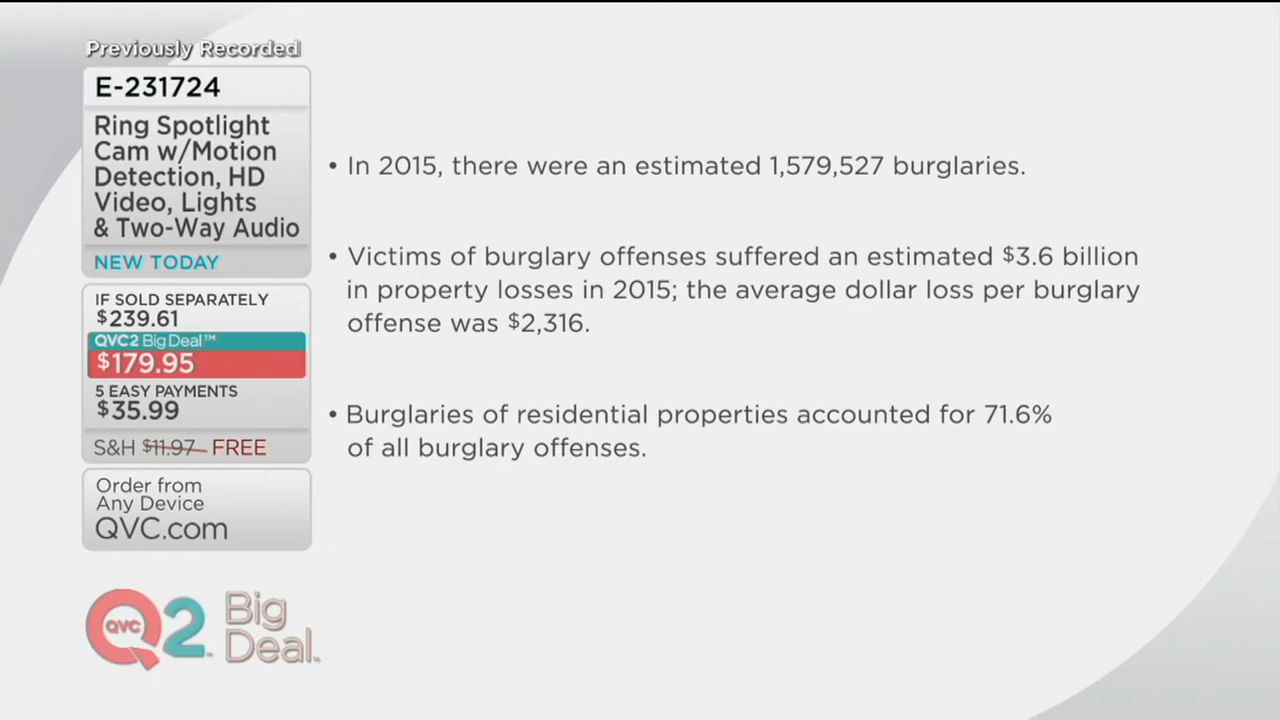 Previously Recorded
E-231724
Ring Spotlight
Cam w/Motion
Detection, HD
Video, Lights
& Two-Way Audio
NEW TODAY
IF SOLD SEPARATELY
$239.61
QVC2 Big Deal™
$179.95
5 EASY PAYMENTS
$35.99
S&H $11.97 FREE
Order from
Any Device
QVC.com
QVC 2™ Big Deal™
• In 2015, there were an estimated 1,579,527 burglaries.
• Victims of burglary offenses suffered an estimated $3.6 billion
in property losses in 2015; the average dollar loss per burglary
offense was $2,316.
• Burglaries of residential properties accounted for 71.6%
of all burglary offenses.